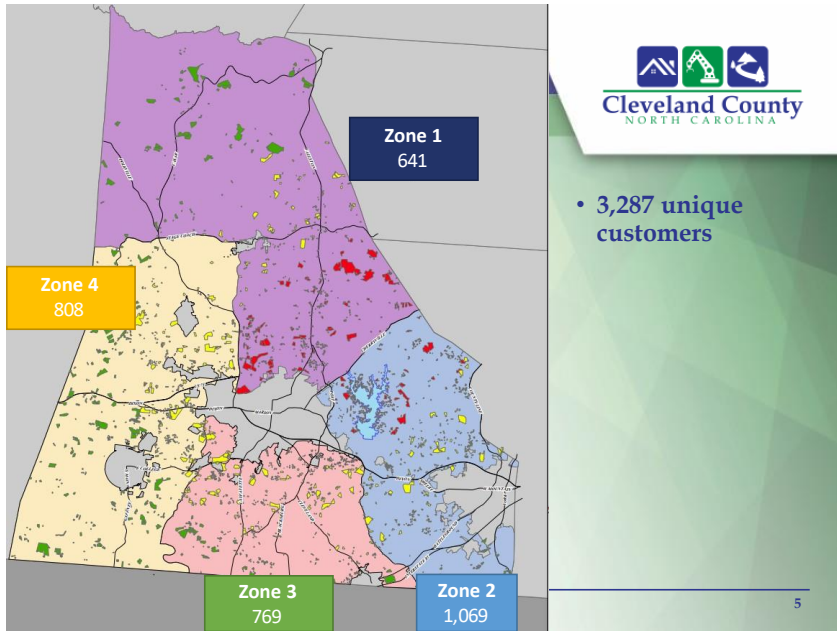 Cleveland County
NORTH CAROLINA
Zone 1
641
• 3,287 unique
customers
Zone 4
808
Zone 3
769
Zone 2
1,069
5